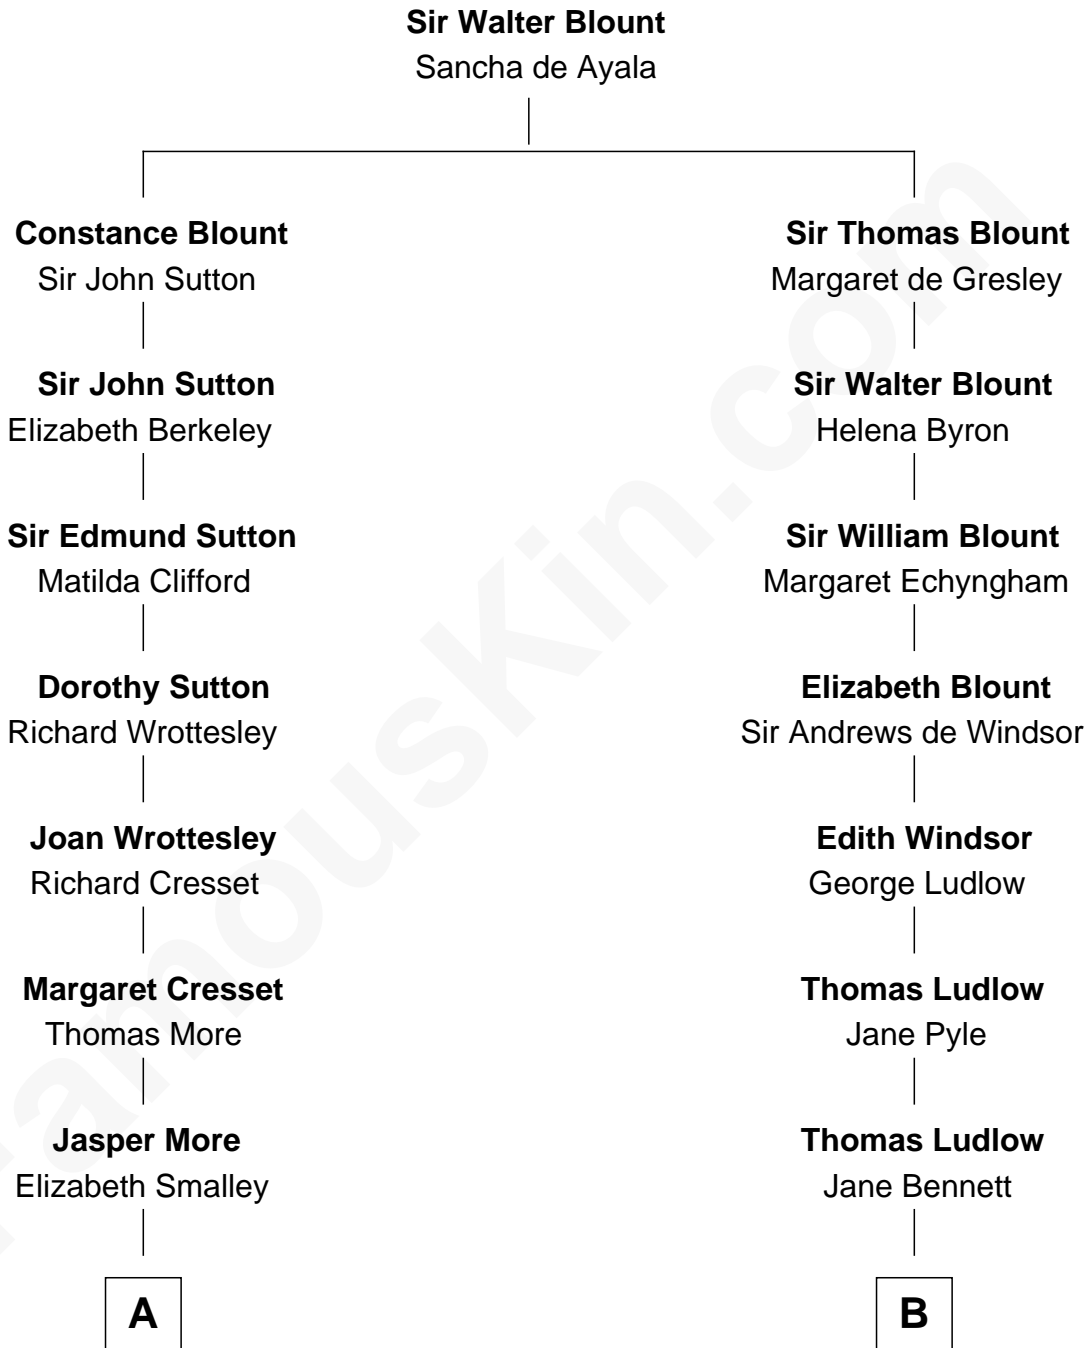 Sir Walter Blount
Sancha de Ayala
Constance Blount
Sir John Sutton
Sir Thomas Blount
Margaret de Gresley
Sir John Sutton
Elizabeth Berkeley
Sir Walter Blount
Helena Byron
Sir Edmund Sutton
Matilda Clifford
Sir William Blount
Margaret Echyngham
Dorothy Sutton
Richard Wrottesley
Elizabeth Blount
Sir Andrews de Windsor
Joan Wrottesley
Richard Cresset
Edith Windsor
George Ludlow
Margaret Cresset
Thomas More
Thomas Ludlow
Jane Pyle
Jasper More
Elizabeth Smalley
Thomas Ludlow
Jane Bennett
A
B
FamousKin.com